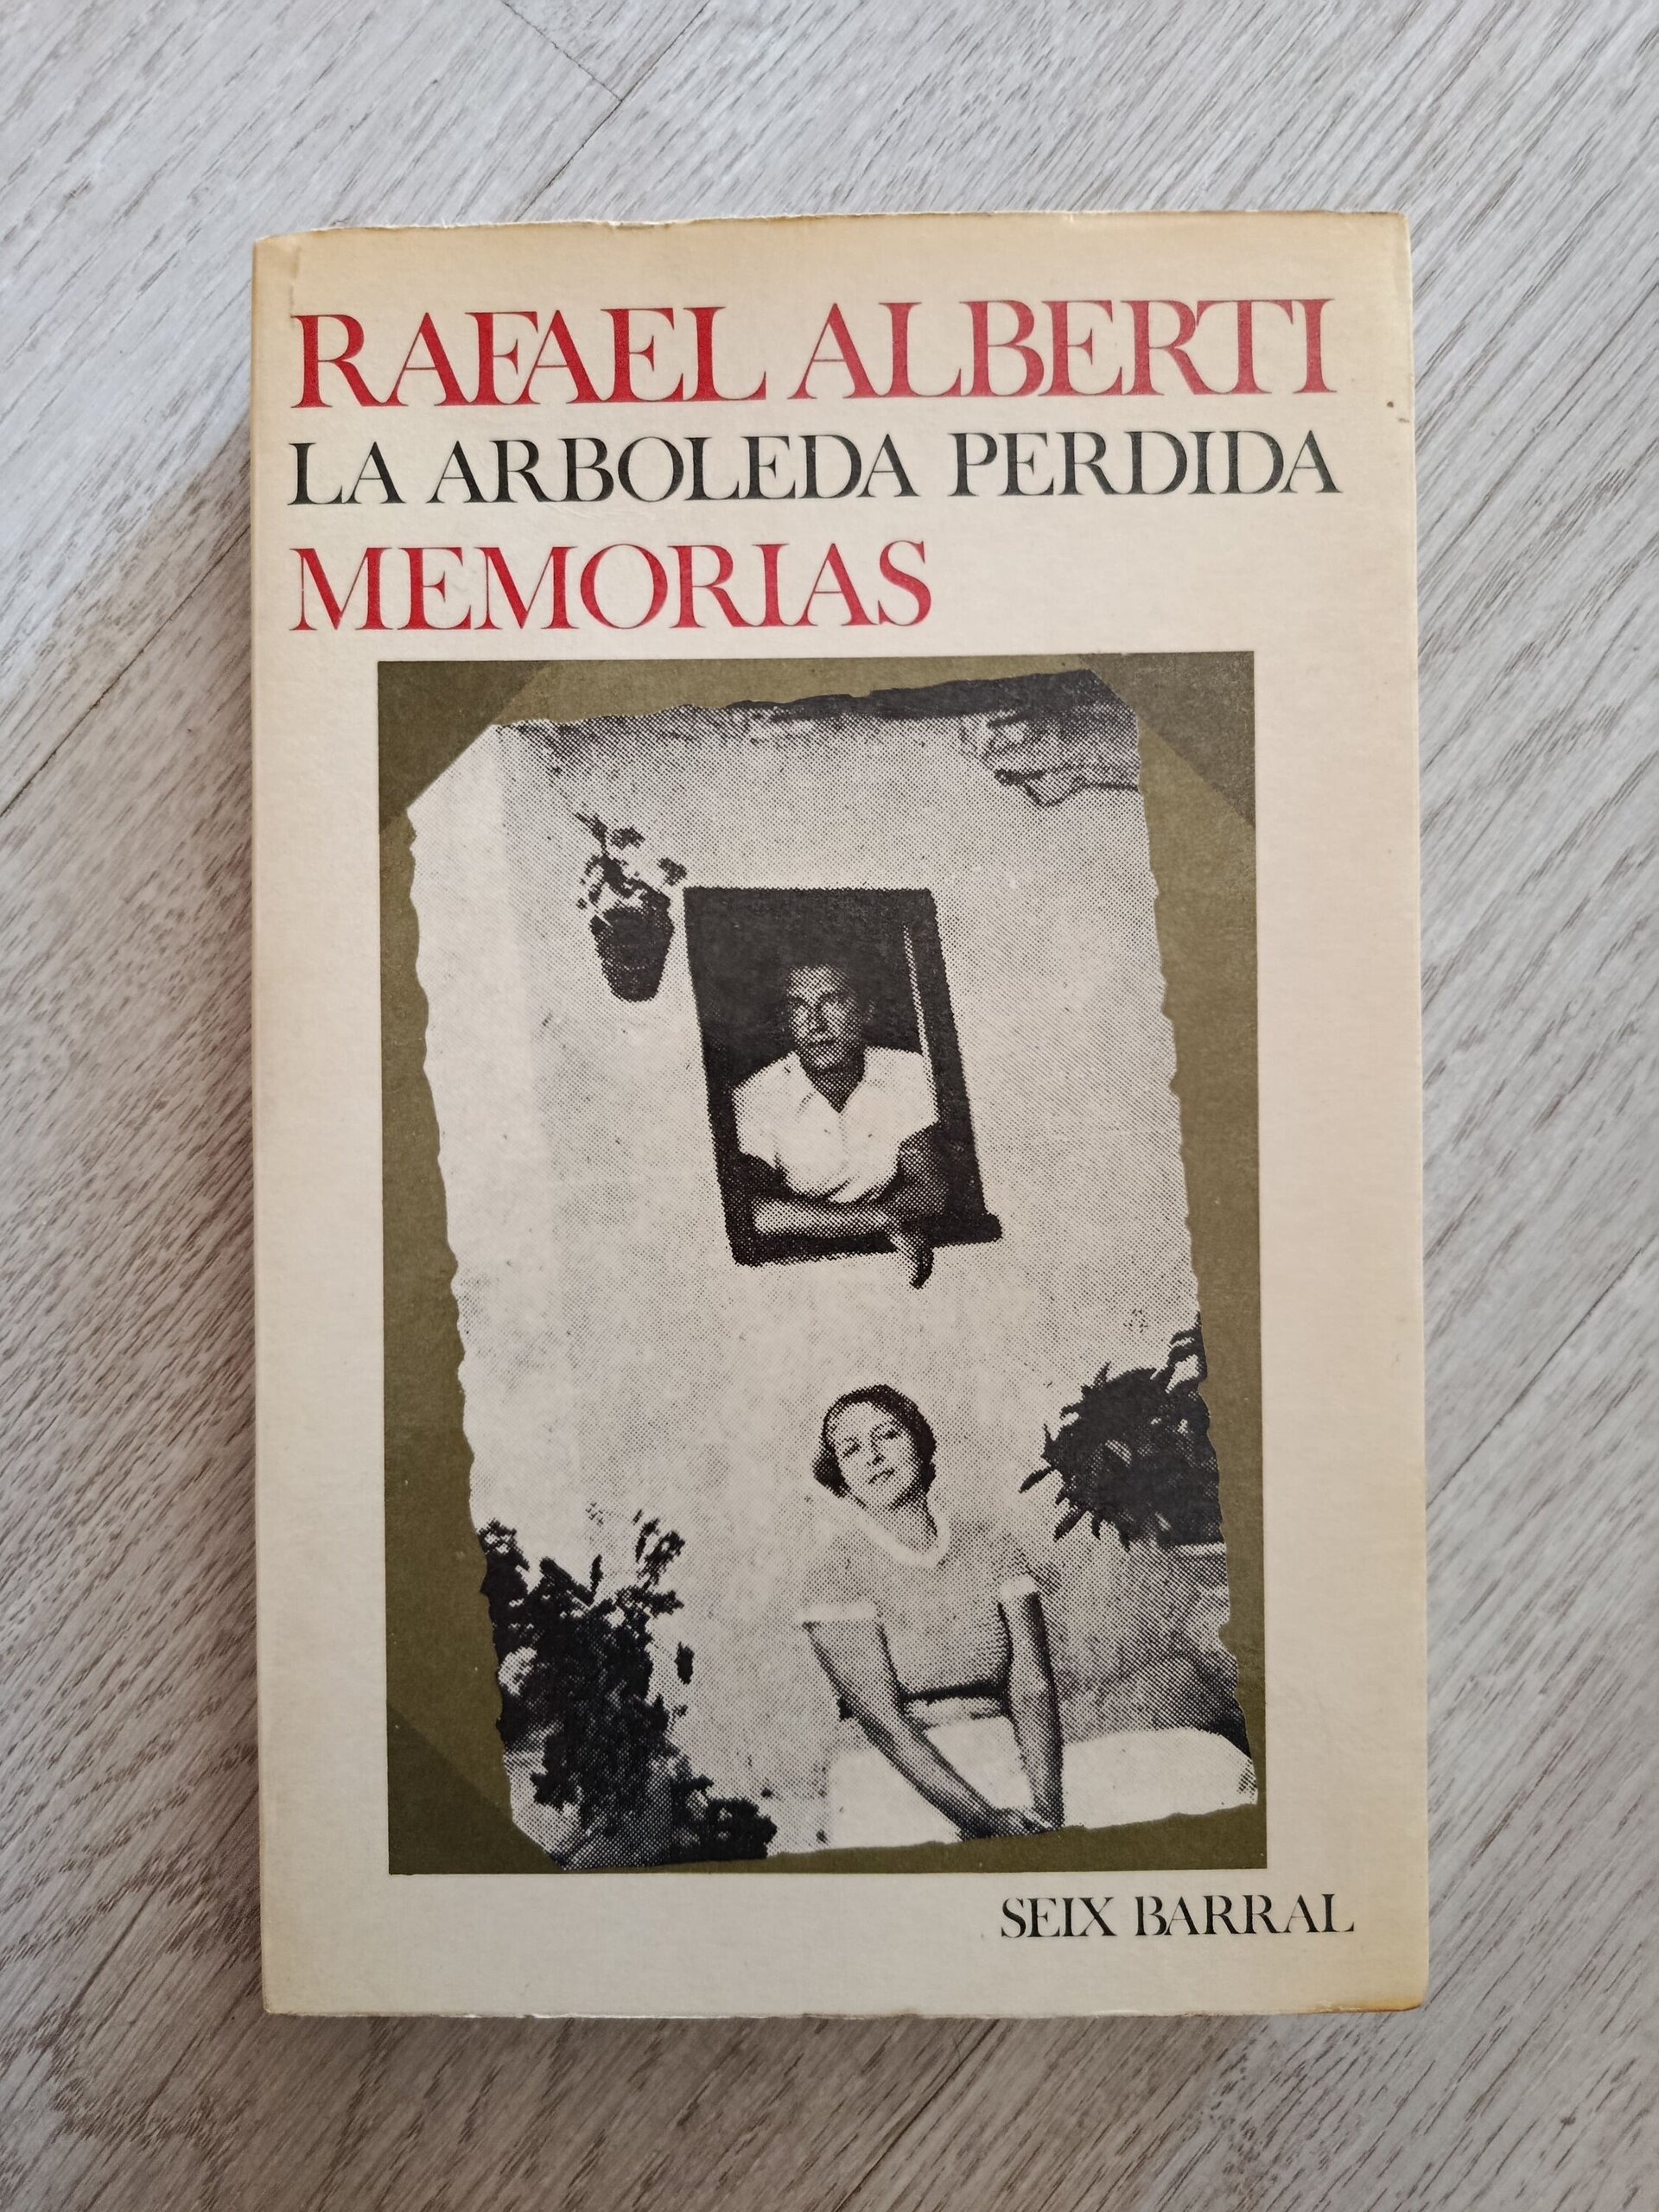 RAFAEL ALBERTI
LA ARBOLEDA PERDIDA
MEMORIAS
SEIX BARRAL